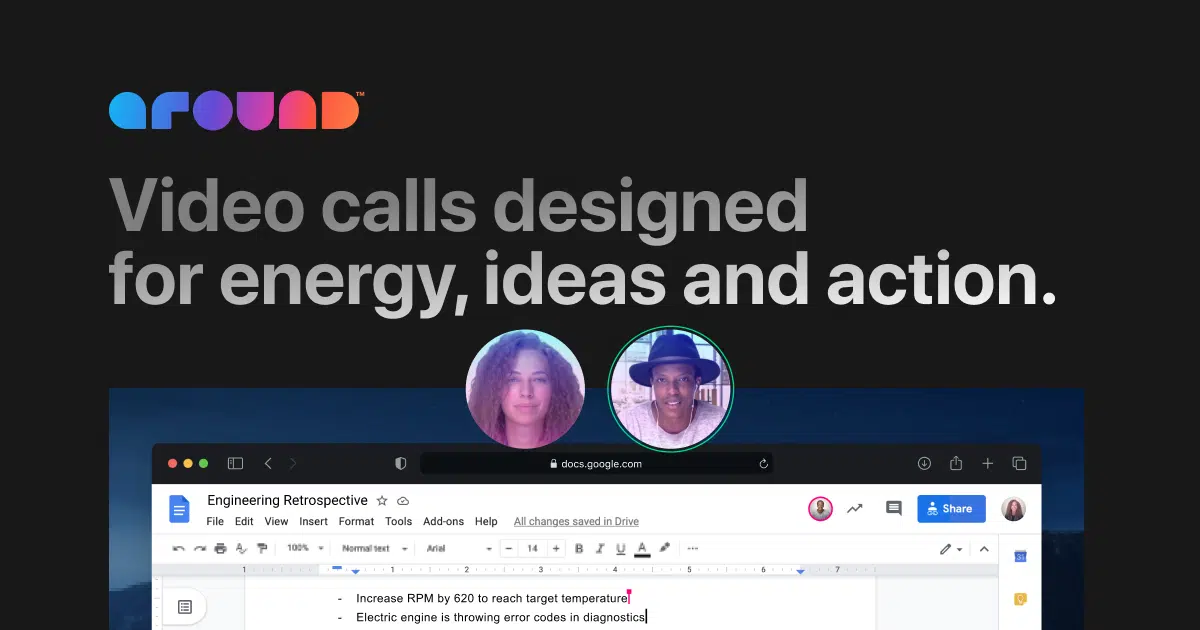 around™
Video calls designed
for energy, ideas and action.
docs.google.com
Engineering Retrospective
File Edit View Insert Format Tools Add-ons Help All changes saved in Drive
Share
100% Normal text Arial 14 B I U A
1 1 2 3 4 5 6 7
31
- Increase RPM by 620 to reach target temperature
- Electric engine is throwing error codes in diagnostics